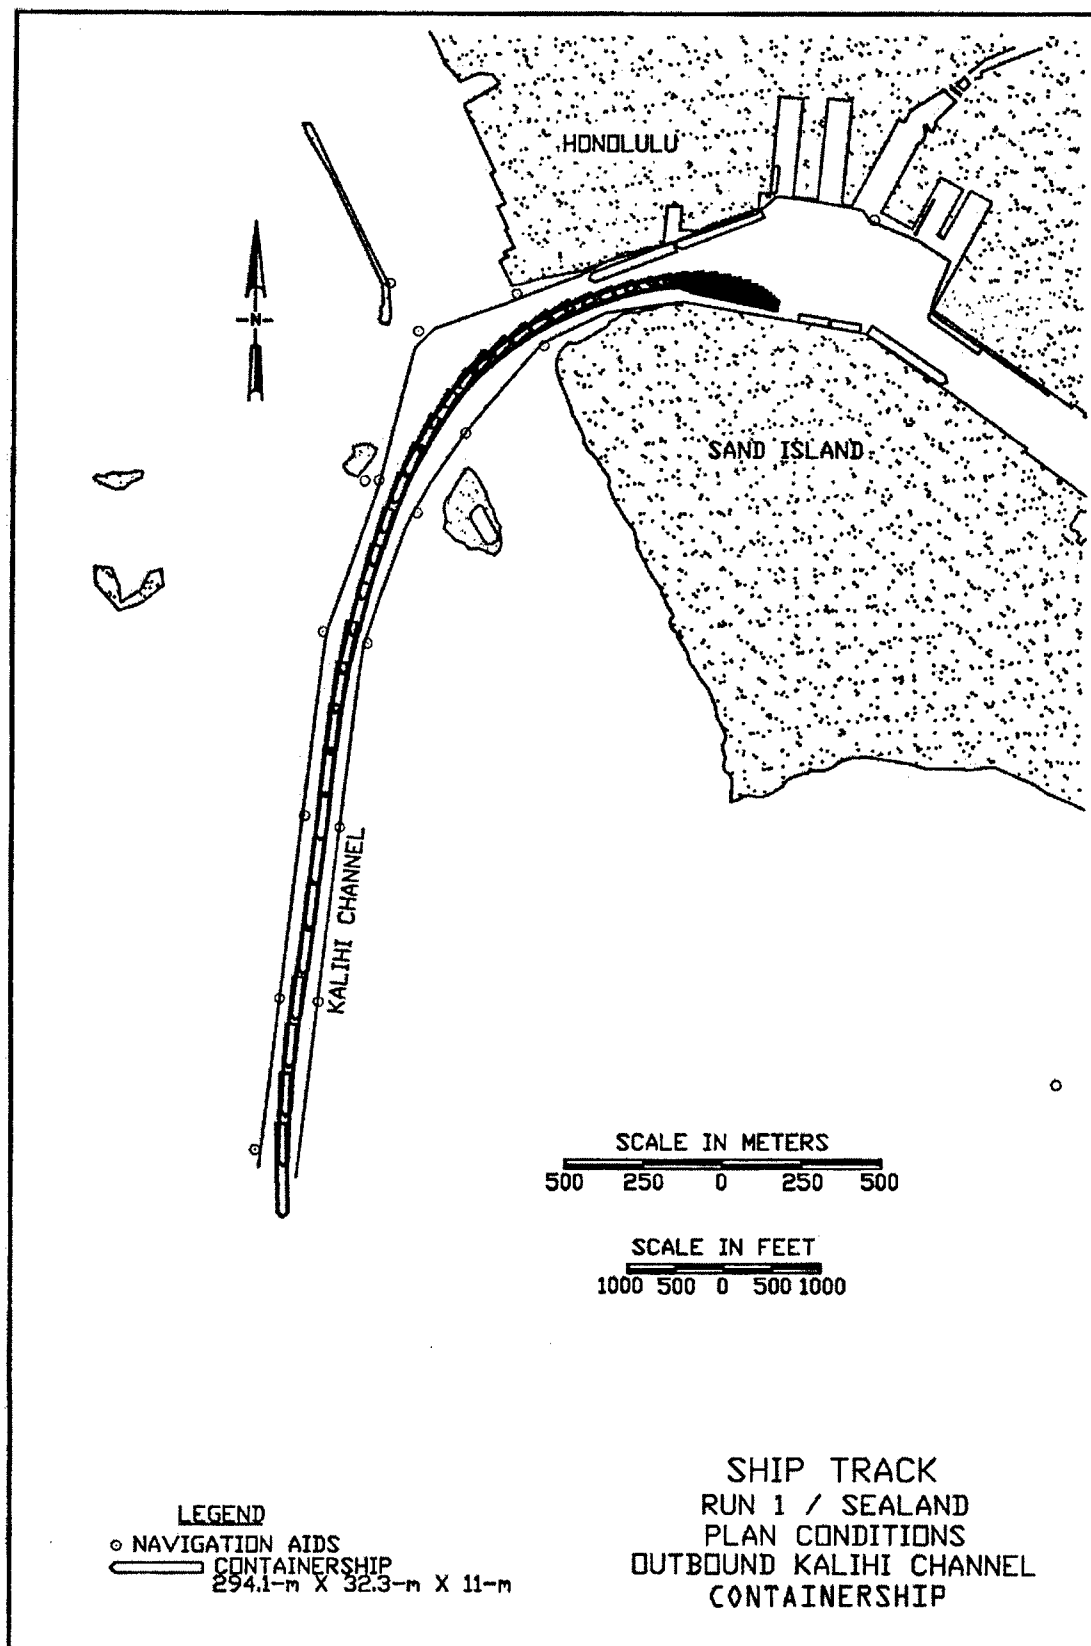 HONOLULU
N
SAND ISLAND
KALIHI CHANNEL
SCALE IN METERS
500 250 0 250 500
SCALE IN FEET
1000 500 0 500 1000
LEGEND
NAVIGATION AIDS
CONTAINERSHIP
294.1-m X 32.3-m X 11-m
SHIP TRACK
RUN 1 / SEALAND
PLAN CONDITIONS
OUTBOUND KALIHI CHANNEL
CONTAINERSHIP